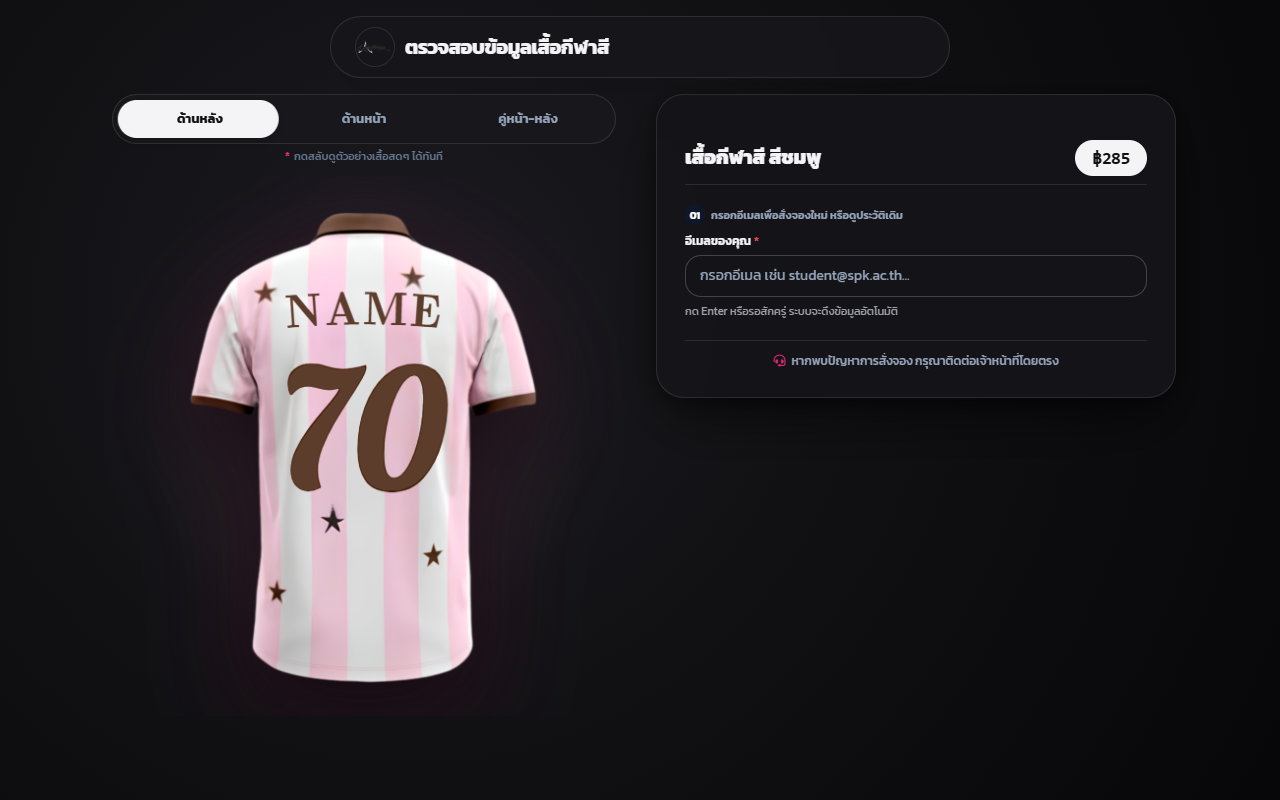 ตรวจสอบข้อมูลเสื้อกีฬาสี
ด้านหลัง
ด้านหน้า
คู่หน้า-หลัง
* กดสลับดูตัวอย่างเสื้อสดๆ ได้ทันที
NAME
70
เสื้อกีฬาสี สีชมพู
฿285
01 กรอกอีเมลเพื่อสั่งจองใหม่ หรือดูประวัติเดิม
อีเมลของคุณ *
กรอกอีเมล เช่น student@spk.ac.th...
กด Enter หรือรอสักครู่ ระบบจะดึงข้อมูลอัตโนมัติ
หากพบปัญหาการสั่งจอง กรุณาติดต่อเจ้าหน้าที่โดยตรง